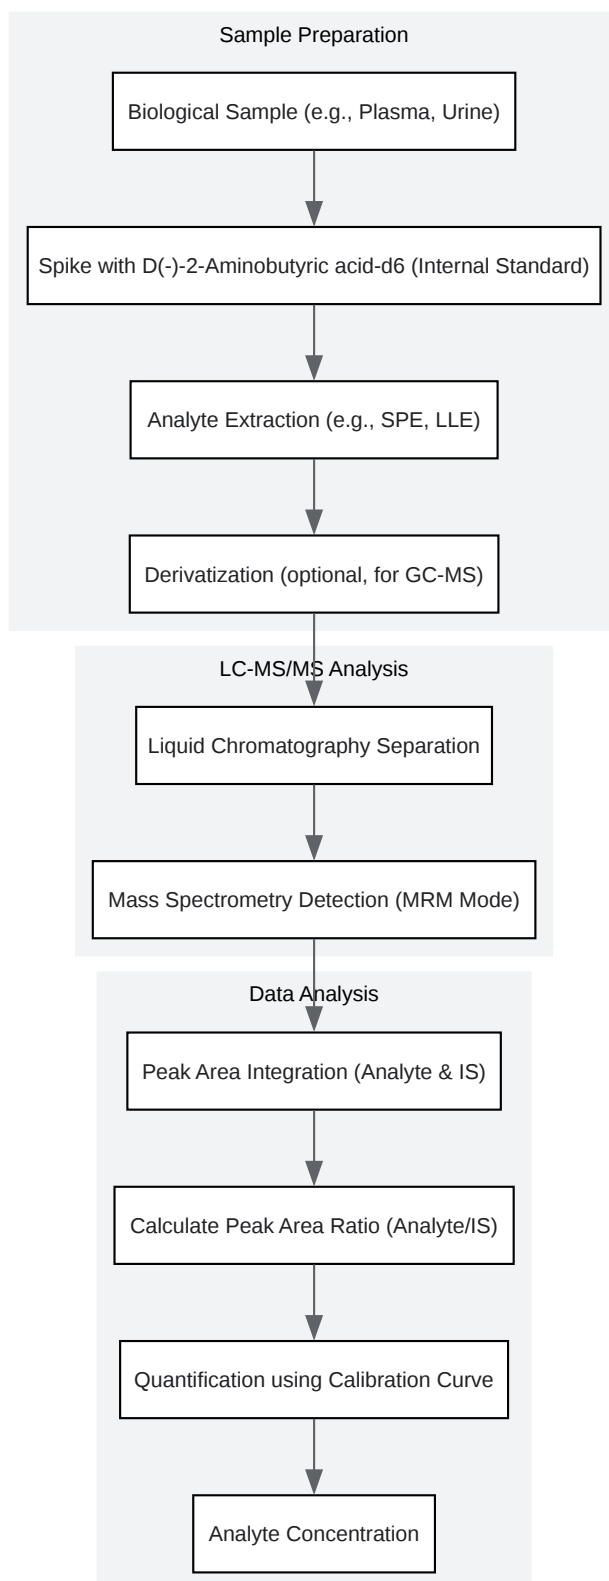 Sample Preparation
Biological Sample (e.g., Plasma, Urine)
Spike with D(-)-2-Aminobutyric acid-d6 (Internal Standard)
Analyte Extraction (e.g., SPE, LLE)
Derivatization (optional, for GC-MS)
LC-MS/MS Analysis
Liquid Chromatography Separation
Mass Spectrometry Detection (MRM Mode)
Data Analysis
Peak Area Integration (Analyte & IS)
Calculate Peak Area Ratio (Analyte/IS)
Quantification using Calibration Curve
Analyte Concentration